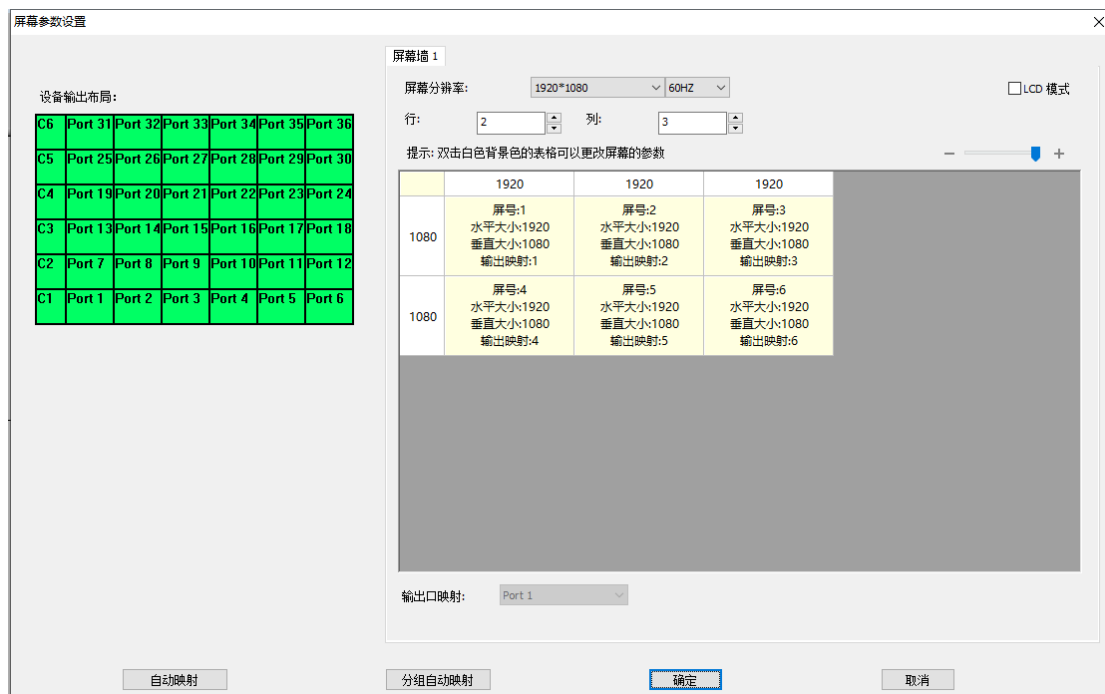 屏幕参数设置
屏幕墙 1
设备输出布局:
屏幕分辨率: 1920*1080 60HZ LCD 模式
行: 2 列: 3
提示: 双击白色背景色的表格可以更改屏幕的参数
C6 Port 31 Port 32 Port 33 Port 34 Port 35 Port 36
C5 Port 25 Port 26 Port 27 Port 28 Port 29 Port 30
C4 Port 19 Port 20 Port 21 Port 22 Port 23 Port 24
C3 Port 13 Port 14 Port 15 Port 16 Port 17 Port 18
C2 Port 7 Port 8 Port 9 Port 10 Port 11 Port 12
C1 Port 1 Port 2 Port 3 Port 4 Port 5 Port 6
1920 1920 1920
1080
屏号:1 屏号:2 屏号:3
水平大小:1920 水平大小:1920 水平大小:1920
垂直大小:1080 垂直大小:1080 垂直大小:1080
输出映射:1 输出映射:2 输出映射:3
1080
屏号:4 屏号:5 屏号:6
水平大小:1920 水平大小:1920 水平大小:1920
垂直大小:1080 垂直大小:1080 垂直大小:1080
输出映射:4 输出映射:5 输出映射:6
输出口映射: Port 1
自动映射 分组自动映射 确定 取消